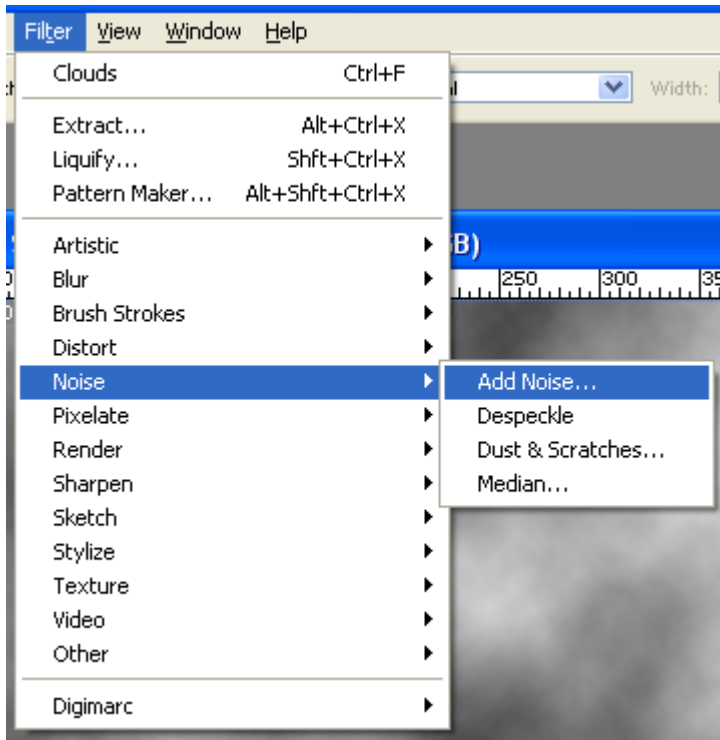 Filter View Window Help
Clouds Ctrl+F
Width:
Extract... Alt+Ctrl+X
Liquify... Shft+Ctrl+X
Pattern Maker... Alt+Shft+Ctrl+X
Artistic
B)
Blur
250 300
Brush Strokes
Distort
Noise
Add Noise...
Pixelate
Despeckle
Render
Dust & Scratches...
Sharpen
Median...
Sketch
Stylize
Texture
Video
Other
Digimarc